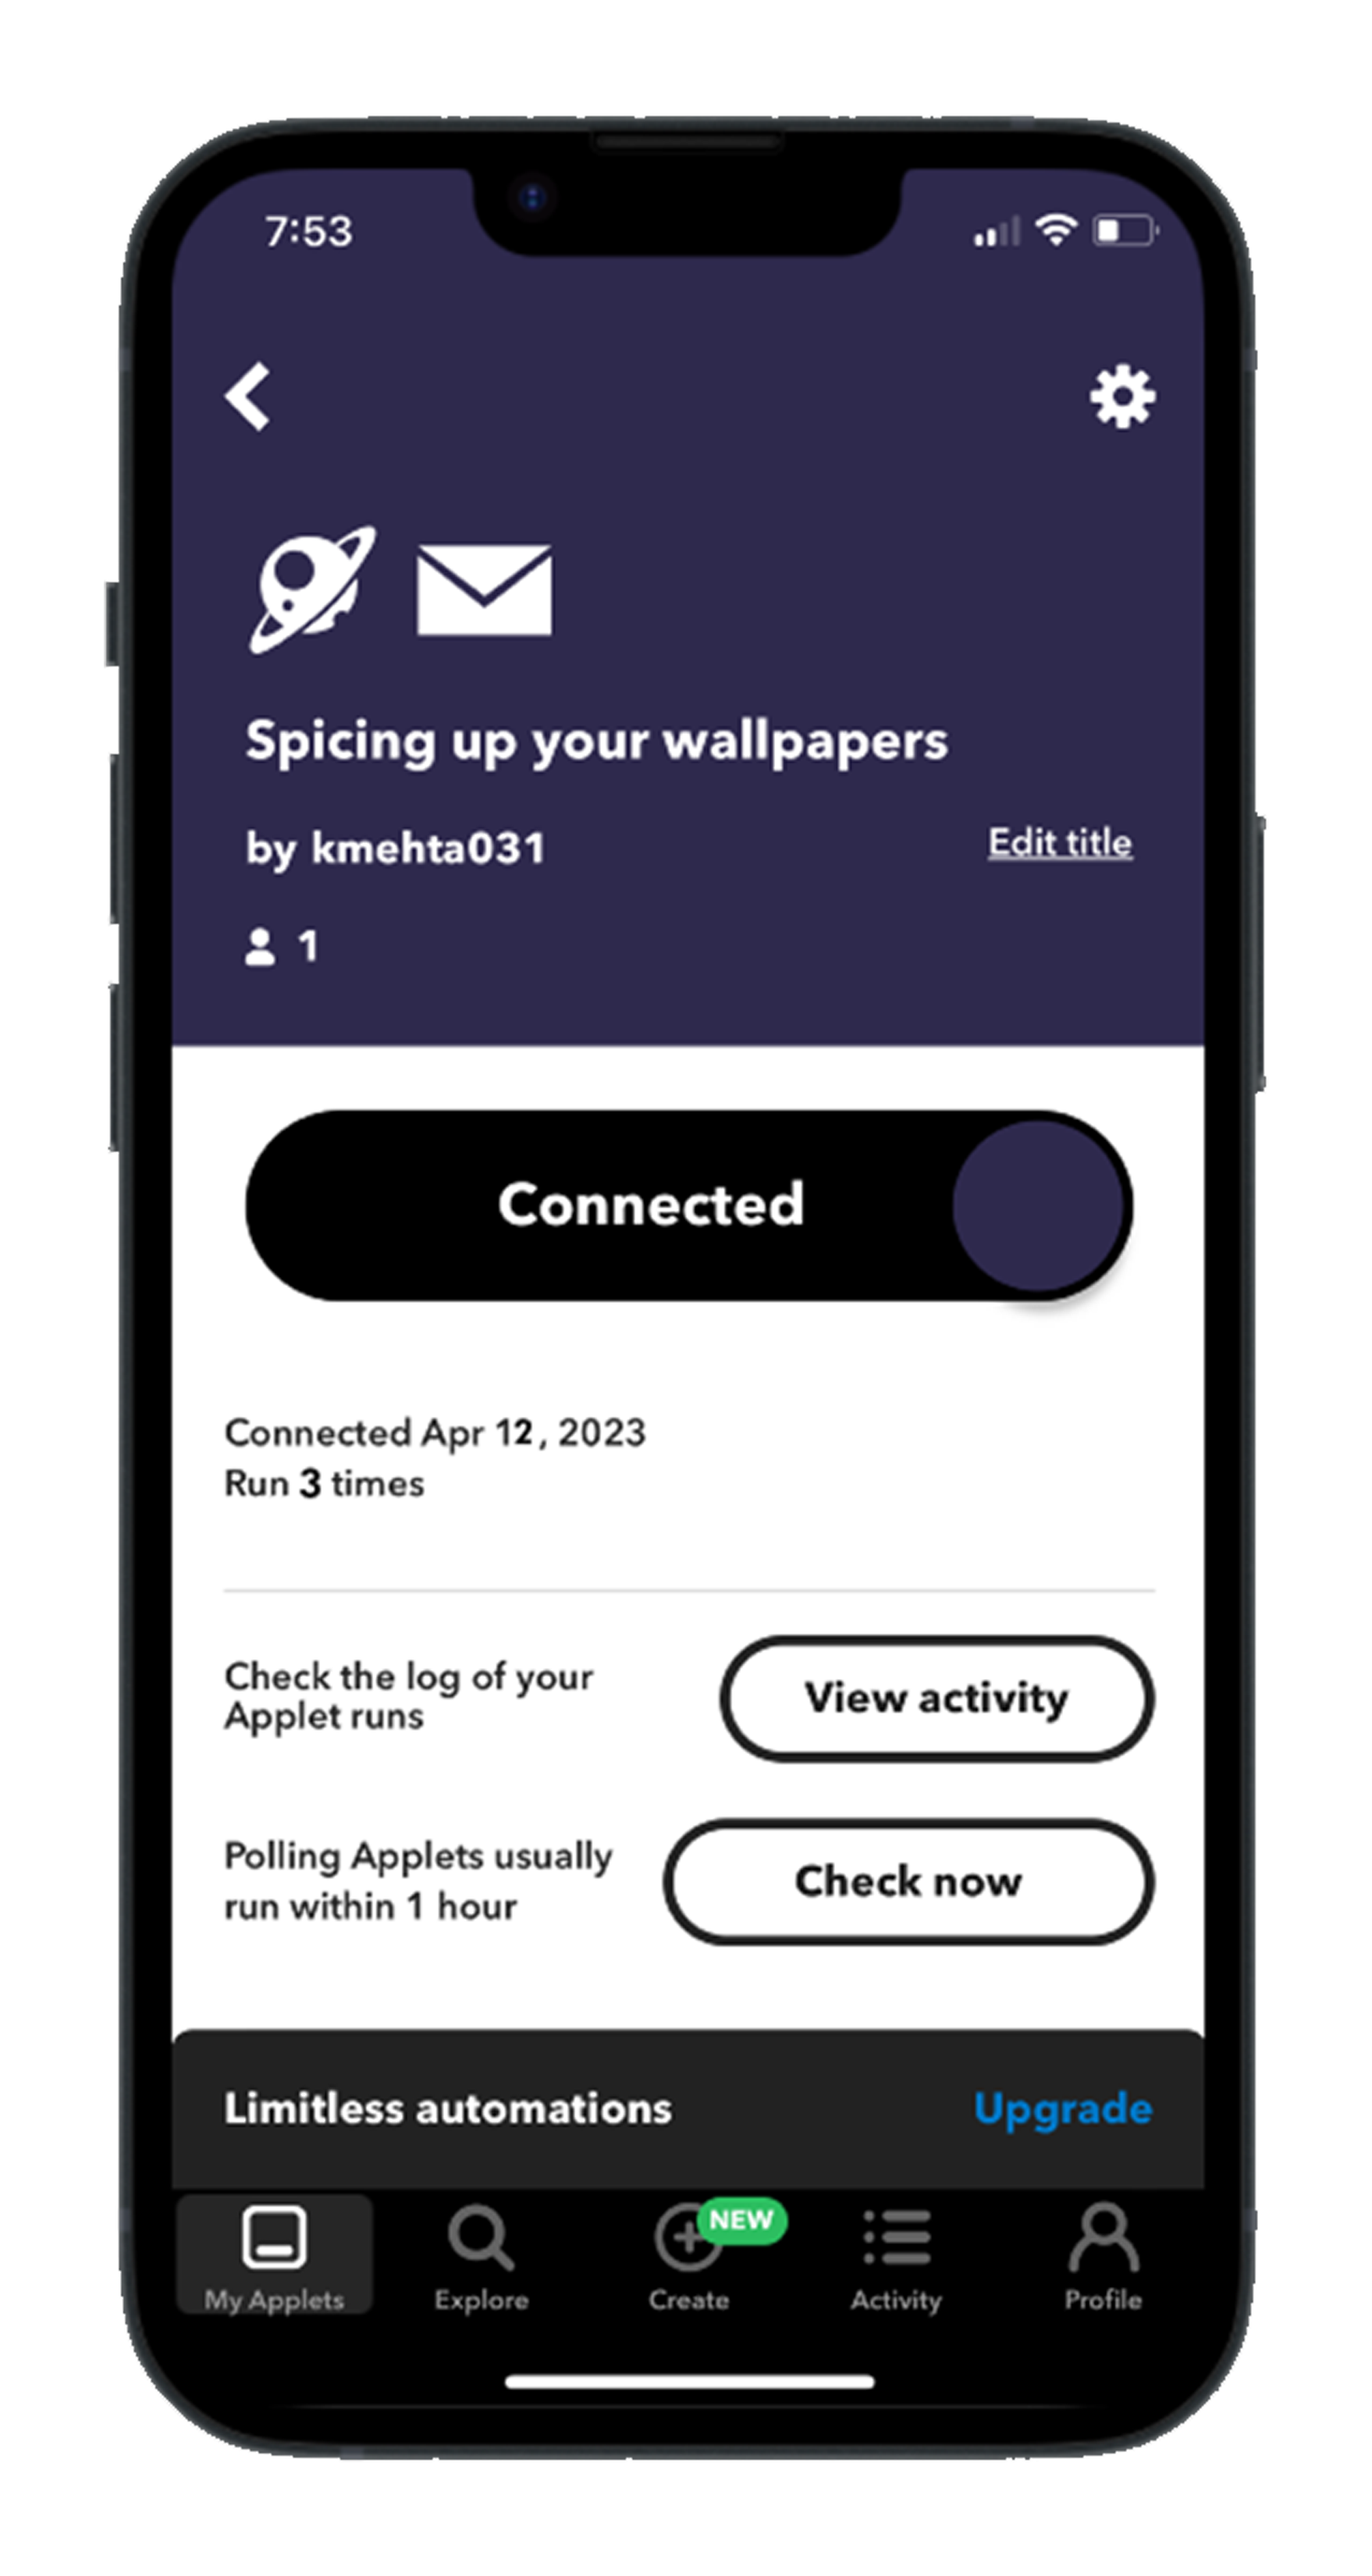 7:53
Spicing up your wallpapers
by kmehta031
Edit title
1
Connected
Connected Apr 12, 2023
Run 3 times
Check the log of your
Applet runs
View activity
Polling Applets usually
run within 1 hour
Check now
Limitless automations
Upgrade
NEW
My Applets
Explore
Create
Activity
Profile